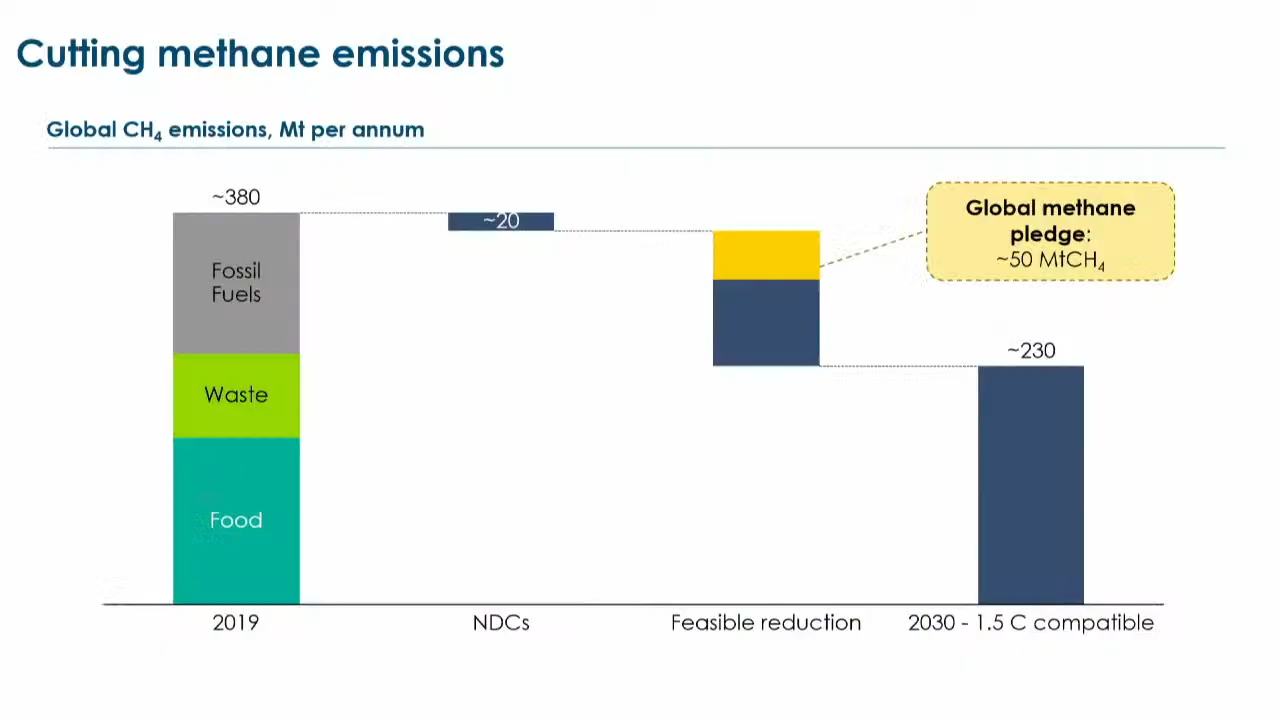 Cutting methane emissions
Global CH₄ emissions, Mt per annum
~380
~20
Global methane
pledge:
~50 MtCH₄
Fossil
Fuels
~230
Waste
Food
2019
NDCs
Feasible reduction
2030 - 1.5 C compatible